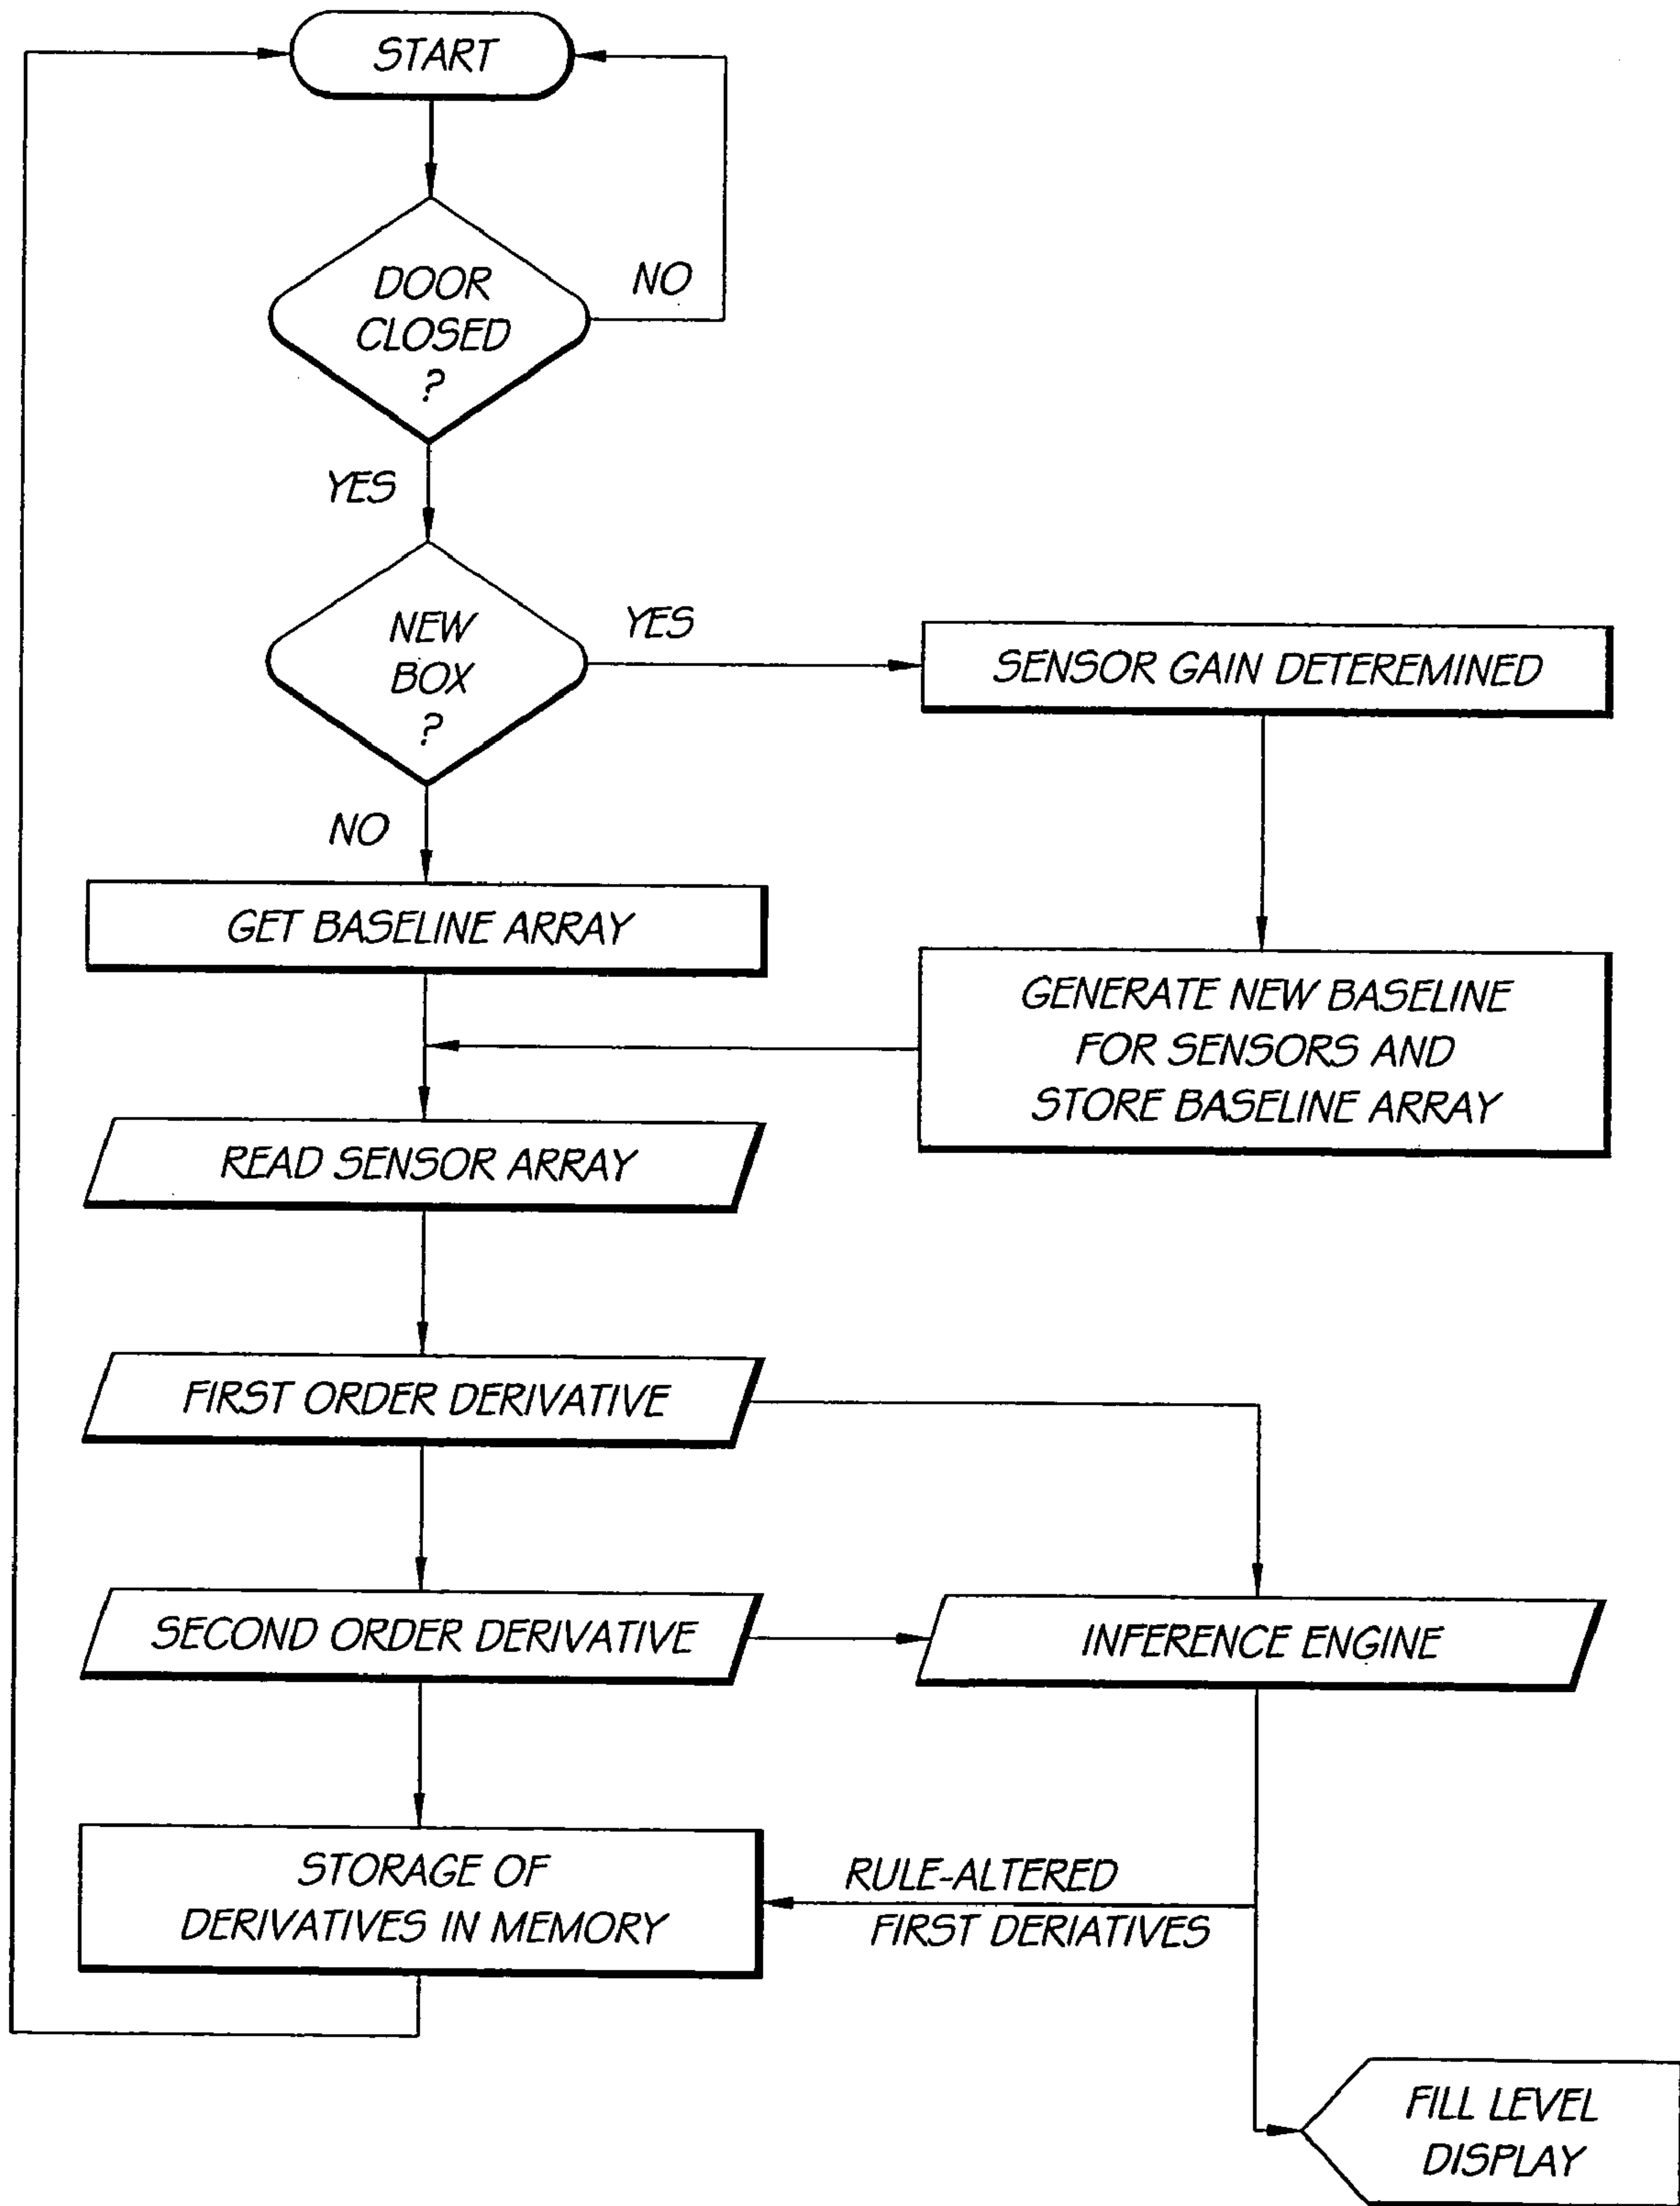 START
DOOR
CLOSED
?
NO
YES
NEW
BOX
?
YES
SENSOR GAIN DETEREMINED
NO
GET BASELINE ARRAY
GENERATE NEW BASELINE
FOR SENSORS AND
STORE BASELINE ARRAY
READ SENSOR ARRAY
FIRST ORDER DERIVATIVE
SECOND ORDER DERIVATIVE
INFERENCE ENGINE
STORAGE OF
DERIVATIVES IN MEMORY
RULE-ALTERED
FIRST DERIATIVES
FILL LEVEL
DISPLAY